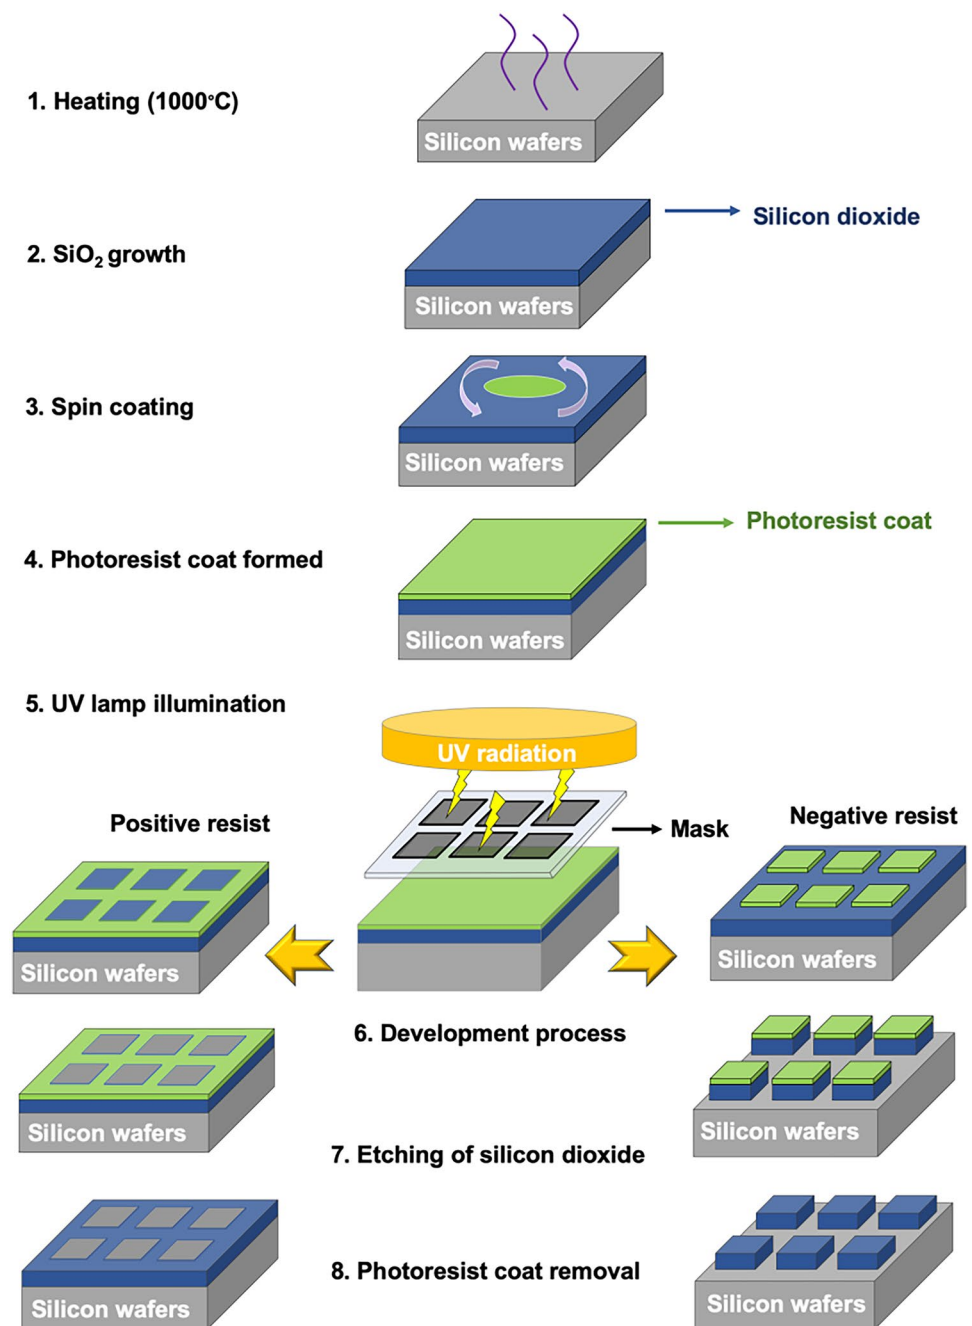 1. Heating (1000°C)
Silicon wafers
Silicon dioxide
2. SiO₂ growth
Silicon wafers
3. Spin coating
Silicon wafers
Photoresist coat
4. Photoresist coat formed
Silicon wafers
5. UV lamp illumination
UV radiation
Positive resist
Mask
Negative resist
Silicon wafers
Silicon wafers
6. Development process
Silicon wafers
Silicon wafers
7. Etching of silicon dioxide
8. Photoresist coat removal
Silicon wafers
Silicon wafers